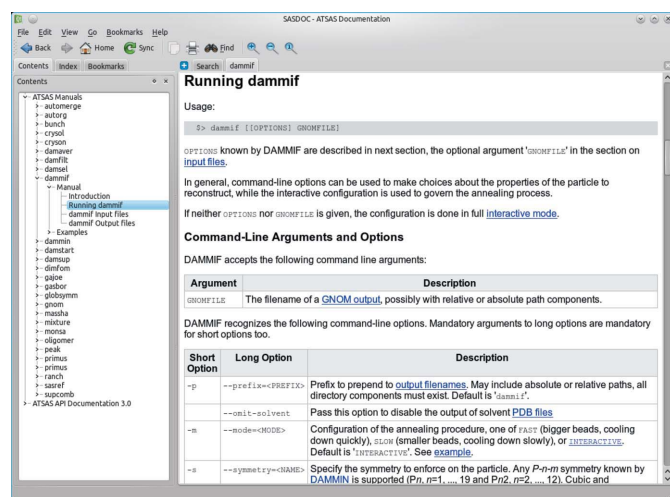 SASDOC - ATSAS Documentation
File Edit View Go Bookmarks Help
Back Home Sync Find
Contents Index Bookmarks
Search dammif
Contents
ATSAS Manuals
automerge
autorg
bunch
crysol
cryson
damaver
damfilt
damsel
dammif
Manual
Introduction
Running dammif
dammif Input files
dammif Output files
Examples
dammin
damstart
damsup
dimfom
gajoe
gasbor
globsymm
gnom
massha
mixture
monsa
oligomer
peak
primus
primus
ranch
sasref
supcomb
ATSAS API Documentation 3.0
Running dammif
Usage:
$> dammif [[OPTIONS] GNOMFILE]
OPTIONS known by DAMMIF are described in next section, the optional argument 'GNOMFILE' in the section on
input files.
In general, command-line options can be used to make choices about the properties of the particle to
reconstruct, while the interactive configuration is used to govern the annealing process.
If neither OPTIONS nor GNOMFILE is given, the configuration is done in full interactive mode.
Command-Line Arguments and Options
DAMMIF accepts the following command line arguments:
Argument Description
GNOMFILE The filename of a GNOM output, possibly with relative or absolute path components.
DAMMIF recognizes the following command-line options. Mandatory arguments to long options are mandatory
for short options too.
Short Option Long Option Description
-p --prefix=<PREFIX> Prefix to prepend to output filenames. May include absolute or relative paths, all
directory components must exist. Default is 'dammif'.
--omit-solvent Pass this option to disable the output of solvent PDB files
-m --mode=<MODE> Configuration of the annealing procedure, one of FAST (bigger beads, cooling
down quickly), SLOW (smaller beads, cooling down slowly), or INTERACTIVE.
Default is 'INTERACTIVE'. See example.
-s --symmetry=<NAME> Specify the symmetry to enforce on the particle. Any P-n-m symmetry known by
DAMMIN is supported (Pn, n=1, ..., 19 and Pn2, n=2, ..., 12). Cubic and